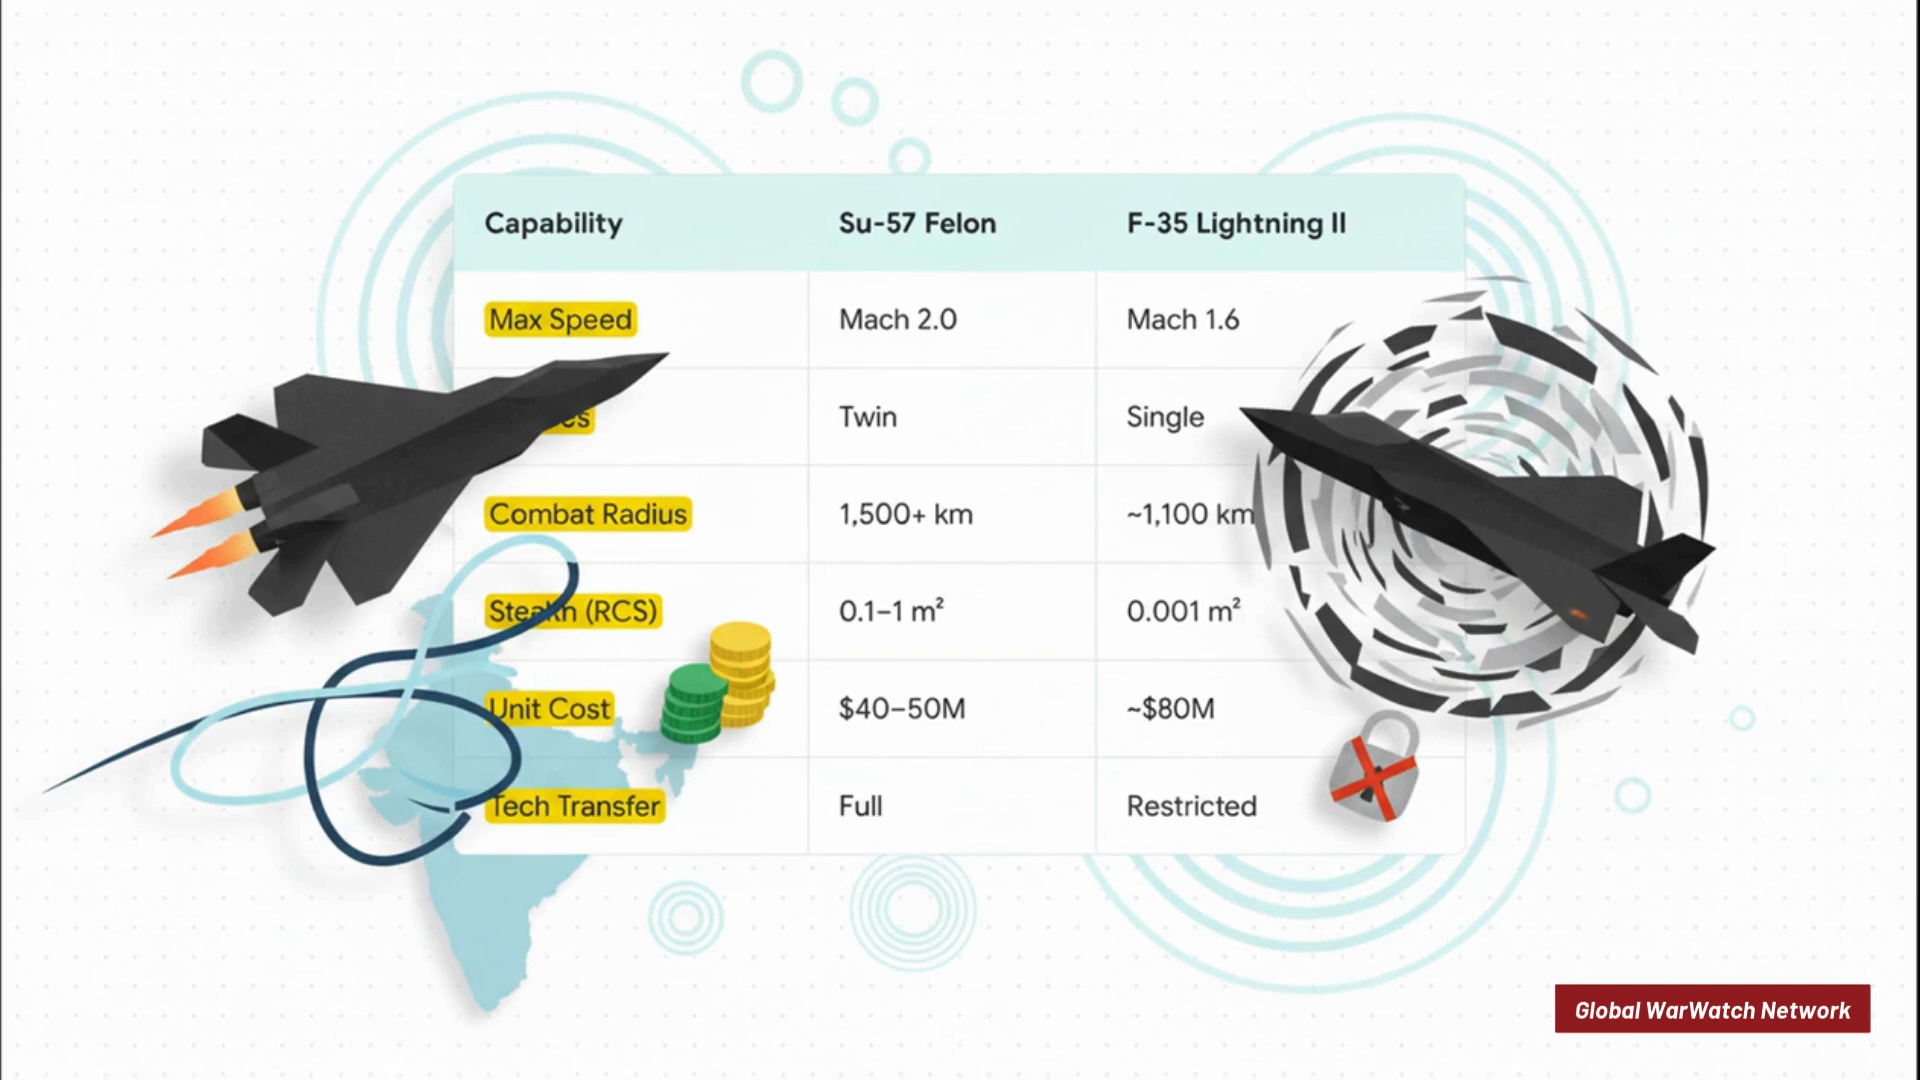 Capability Su-57 Felon F-35 Lightning II
Max Speed Mach 2.0 Mach 1.6
Twin Single
Combat Radius 1,500+ km ~1,100 km
Stealth (RCS) 0.1–1 m² 0.001 m²
Unit Cost $40–50M ~$80M
Tech Transfer Full Restricted
Global WarWatch Network